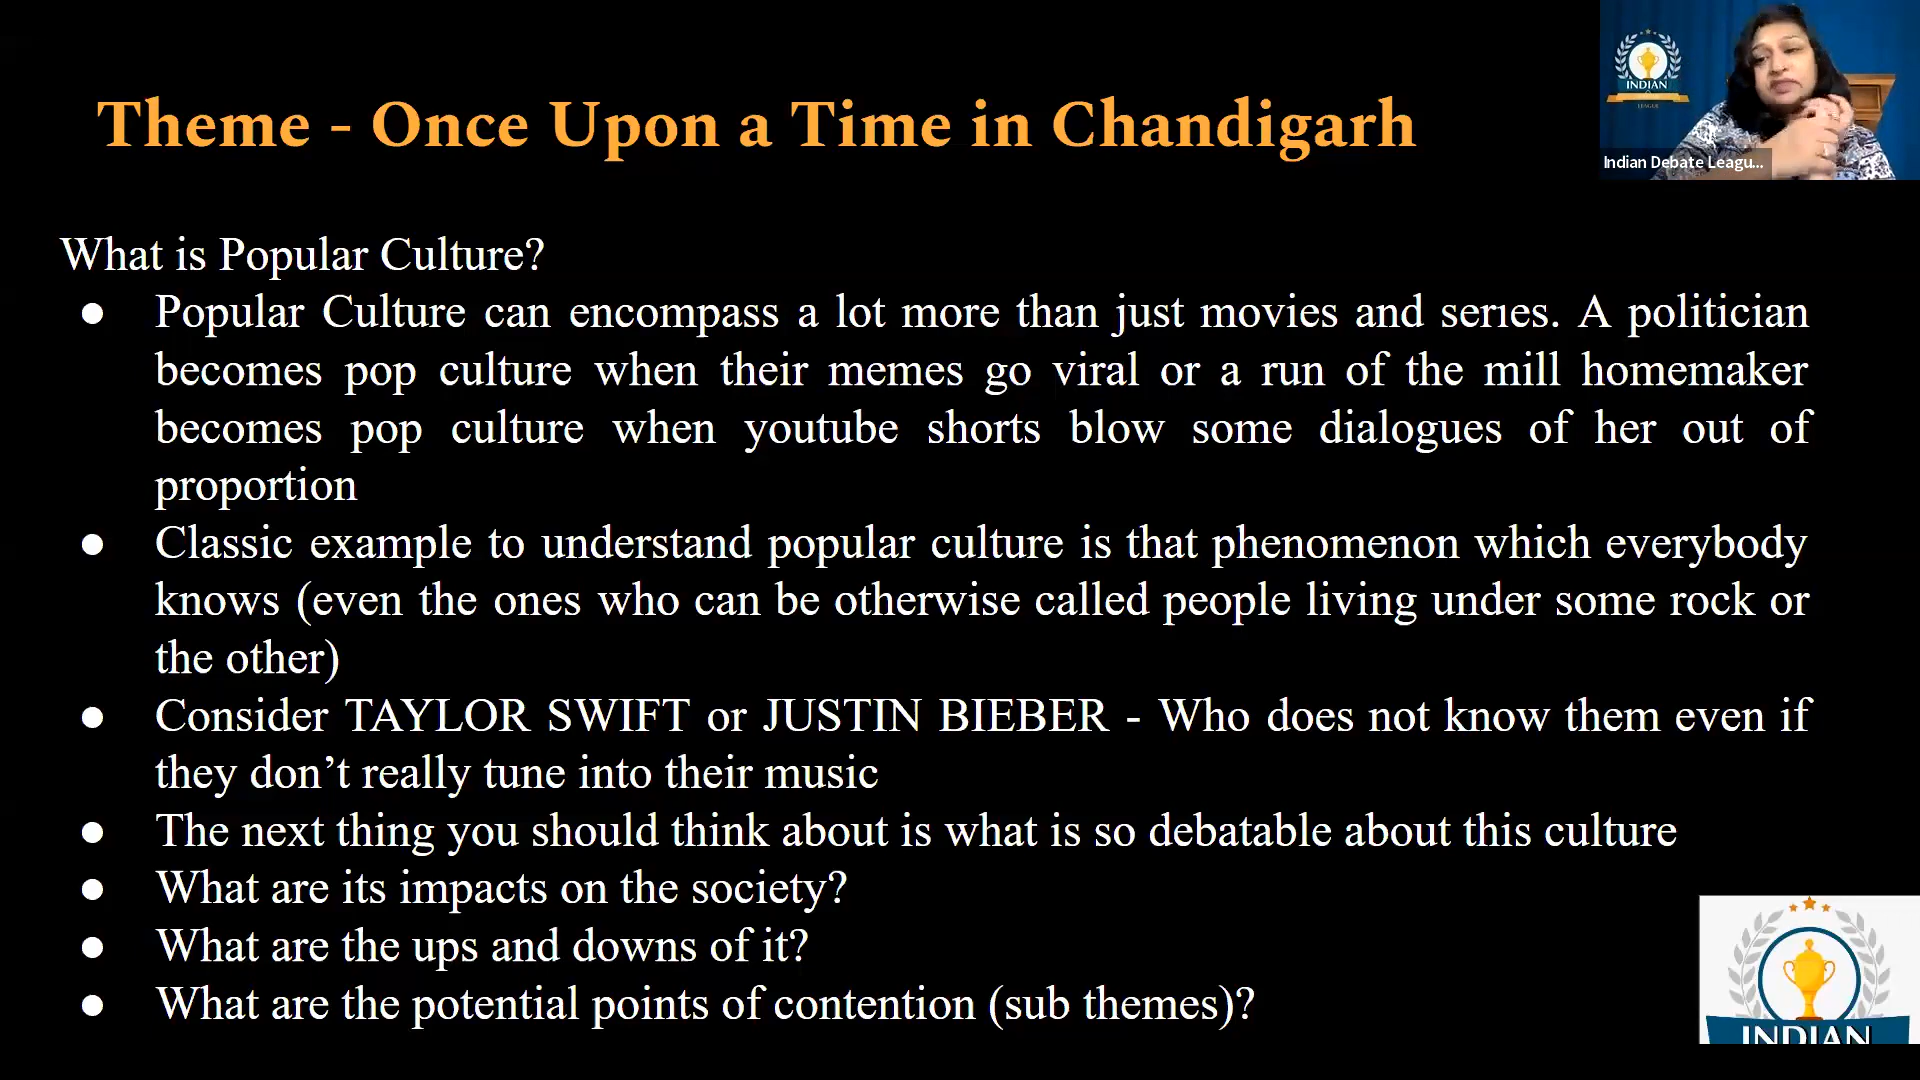 Theme - Once Upon a Time in Chandigarh
INDIAN
LEAGUE
Indian Debate Leagu...
What is Popular Culture?
● Popular Culture can encompass a lot more than just movies and series. A politician
becomes pop culture when their memes go viral or a run of the mill homemaker
becomes pop culture when youtube shorts blow some dialogues of her out of
proportion
● Classic example to understand popular culture is that phenomenon which everybody
knows (even the ones who can be otherwise called people living under some rock or
the other)
● Consider TAYLOR SWIFT or JUSTIN BIEBER - Who does not know them even if
they don’t really tune into their music
● The next thing you should think about is what is so debatable about this culture
● What are its impacts on the society?
● What are the ups and downs of it?
● What are the potential points of contention (sub themes)?
INDIAN